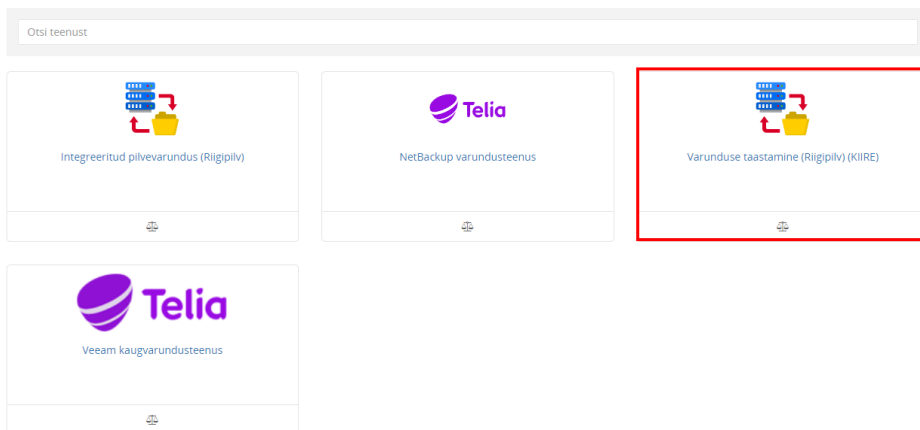 Otsi teenust
Telia
Integreeritud pilvevarundus (Riigipilv)
NetBackup varundusteenus
Varunduse taastamine (Riigipilv) (KIIRE)
Telia
Veeam kaugvarundusteenus